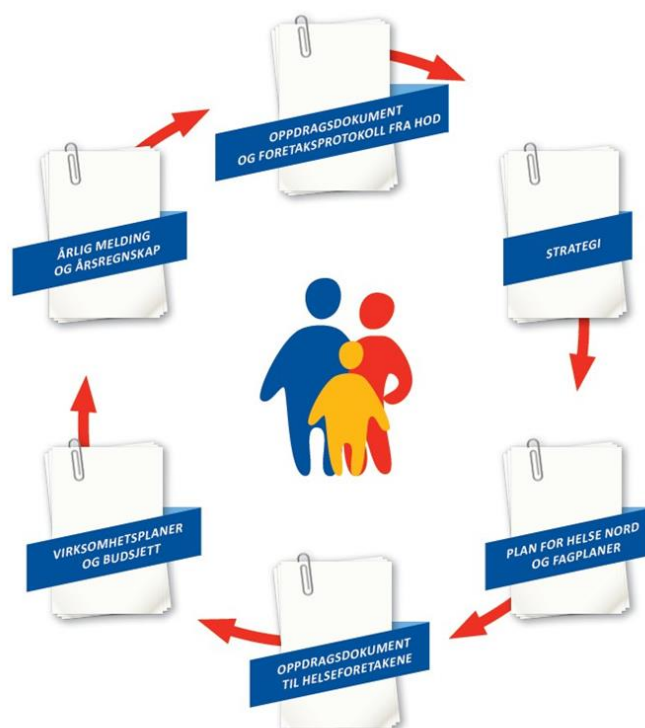 OPPDRAGSDOKUMENT
OG FORETAKSPROTOKOLL FRA HOD
STRATEGI
PLAN FOR HELSE NORD
OG FAGPLANER
OPPDRAGSDOKUMENT
TIL HELSEFORETAKENE
VIRKSOMHETSPLANER
OG BUDSJETT
ÅRLIG MELDING
OG ÅRSREGNSKAP